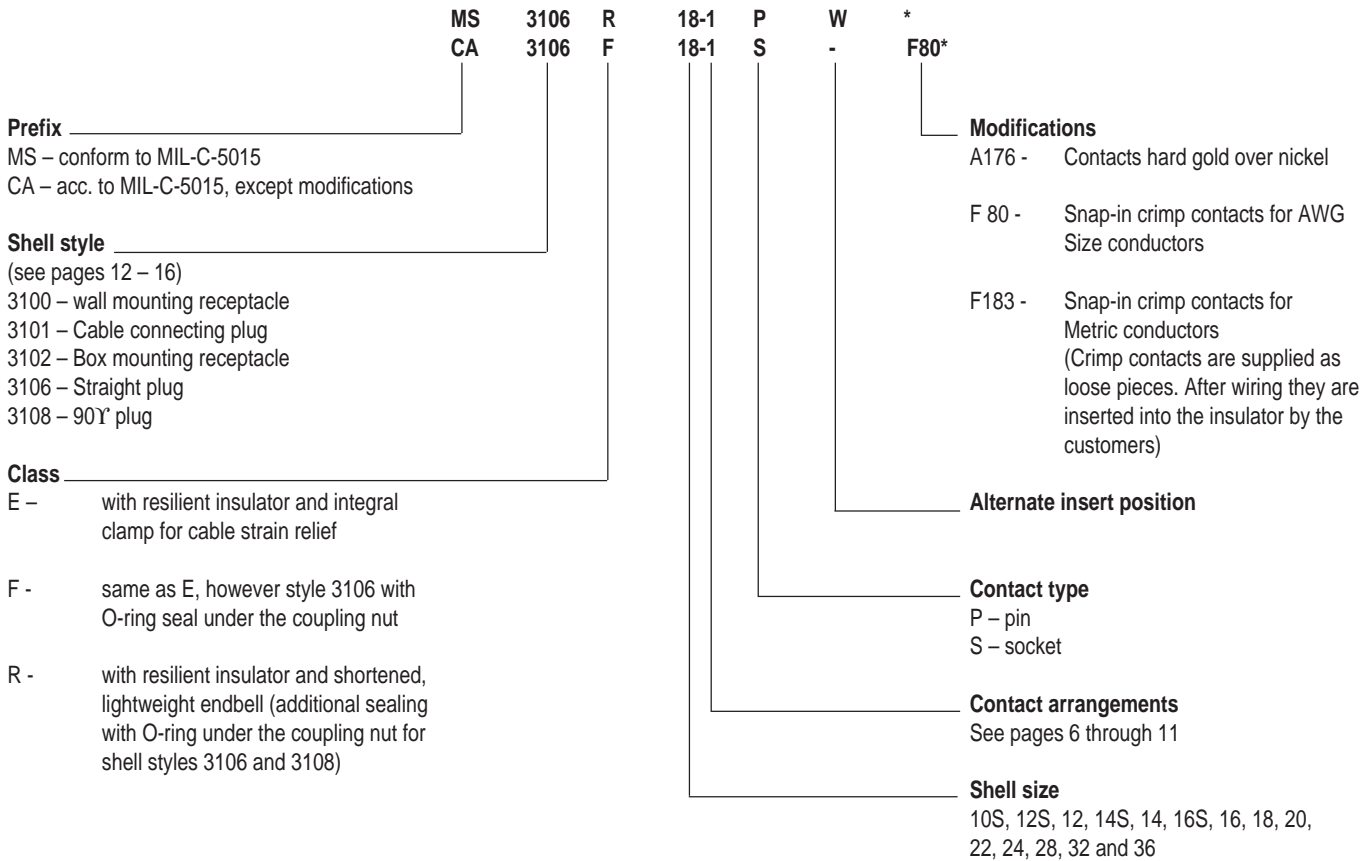 MS 3106 R 18-1 P W *
CA 3106 F 18-1 S - F80*
Prefix
MS – conform to MIL-C-5015
CA – acc. to MIL-C-5015, except modifications
Shell style
(see pages 12 – 16)
3100 – wall mounting receptacle
3101 – Cable connecting plug
3102 – Box mounting receptacle
3106 – Straight plug
3108 – 90ϒ plug
Class
E – with resilient insulator and integral
clamp for cable strain relief
F - same as E, however style 3106 with
O-ring seal under the coupling nut
R - with resilient insulator and shortened,
lightweight endbell (additional sealing
with O-ring under the coupling nut for
shell styles 3106 and 3108)
Modifications
A176 - Contacts hard gold over nickel
F 80 - Snap-in crimp contacts for AWG
Size conductors
F183 - Snap-in crimp contacts for
Metric conductors
(Crimp contacts are supplied as
loose pieces. After wiring they are
inserted into the insulator by the
customers)
Alternate insert position
Contact type
P – pin
S – socket
Contact arrangements
See pages 6 through 11
Shell size
10S, 12S, 12, 14S, 14, 16S, 16, 18, 20,
22, 24, 28, 32 and 36